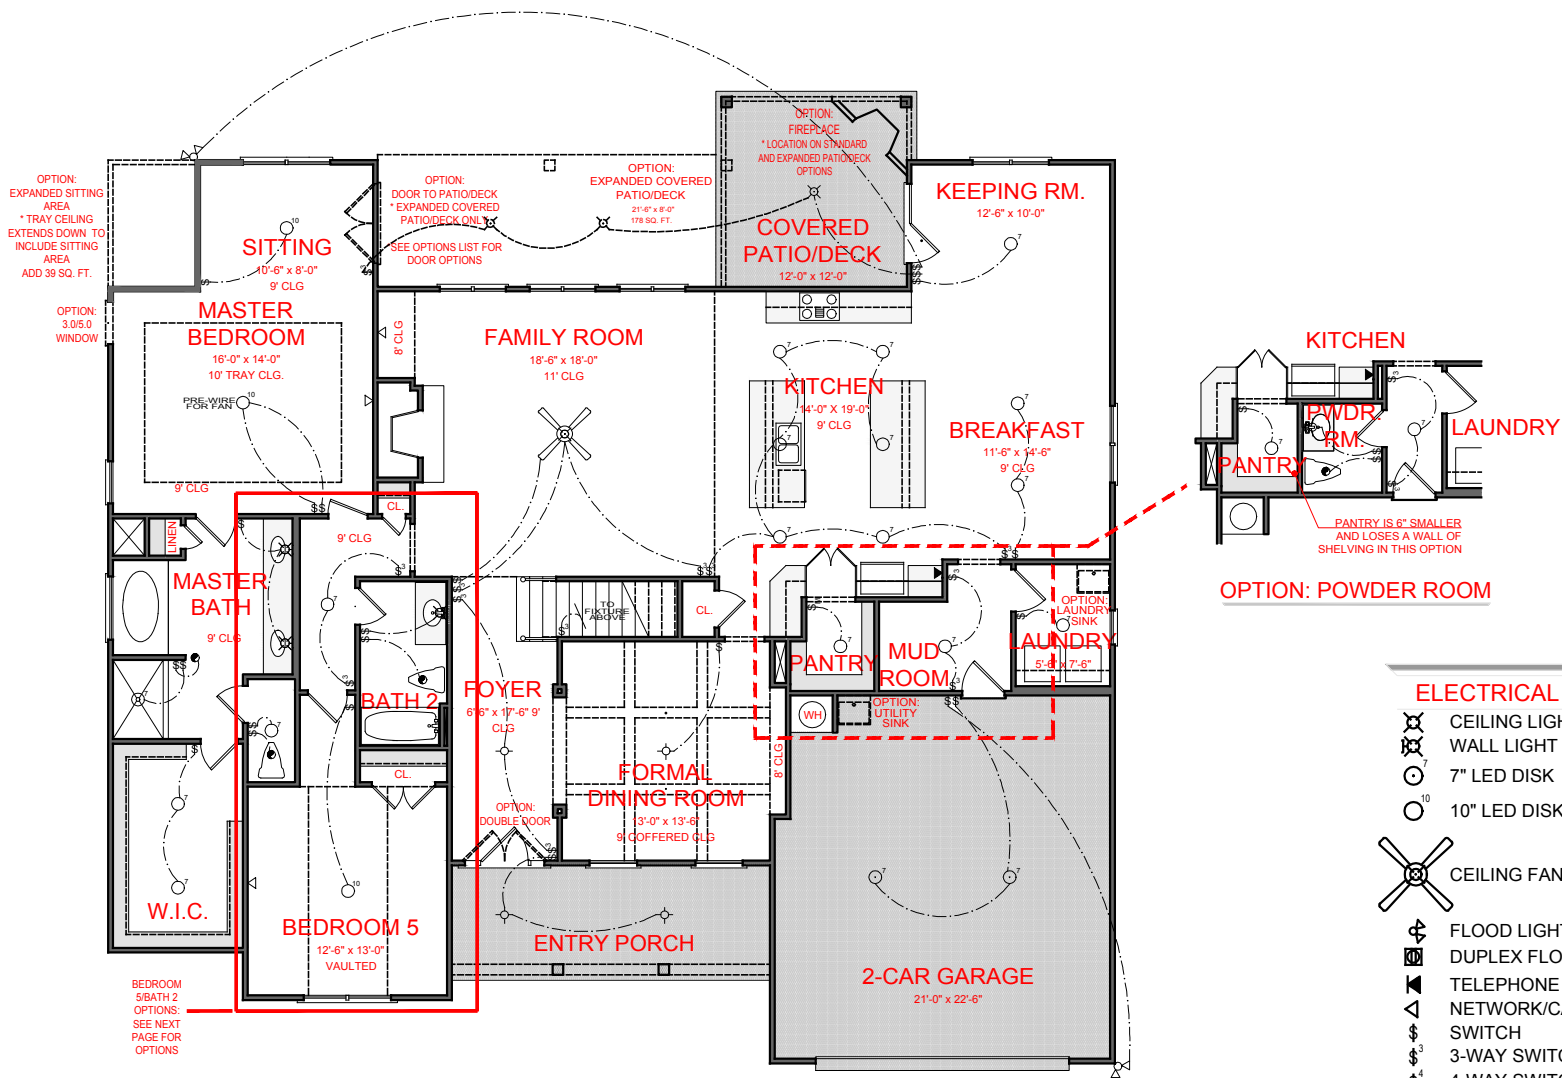 OPTION:
EXPANDED SITTING
AREA
* TRAY CEILING
EXTENDS DOWN TO
INCLUDE SITTING
AREA
ADD 39 SQ. FT.
OPTION:
3.0/5.0
WINDOW
SITTING
10'-6" x 8'-0"
9' CLG
MASTER
BEDROOM
16'-0" x 14'-0"
10' TRAY CLG.
PRE-WIRE
FOR FAN
9' CLG
OPTION:
DOOR TO PATIO/DECK
* EXPANDED COVERED
PATIO/DECK ONLY
SEE OPTIONS LIST FOR
DOOR OPTIONS
OPTION:
EXPANDED COVERED
PATIO/DECK
21'-6" x 8'-0"
178 SQ. FT.
OPTION:
FIREPLACE
* LOCATION ON STANDARD
AND EXPANDED PATIO/DECK
OPTIONS
COVERED
PATIO/DECK
12'-0" x 12'-0"
KEEPING RM.
12'-6" x 10'-0"
8' CLG
FAMILY ROOM
18'-6" x 18'-0"
11' CLG
KITCHEN
14'-0" X 19'-0"
9' CLG
BREAKFAST
11'-6" x 14'-6"
9' CLG
CL.
9' CLG
LINEN
MASTER
BATH
9' CLG
BATH 2
CL.
W.I.C.
BEDROOM 5
12'-6" x 13'-0"
VAULTED
BEDROOM
5/BATH 2
OPTIONS:
SEE NEXT
PAGE FOR
OPTIONS
TO
FIXTURE
ABOVE
CL.
FOYER
6'6" x 17'-6" 9'
CLG
OPTION:
DOUBLE DOOR
FORMAL
DINING ROOM
13'-0" x 13'-6"
9' COFFERED CLG
8' CLG
ENTRY PORCH
PANTRY
MUD
ROOM
WH
OPTION:
UTILITY
SINK
OPTION:
LAUNDRY
SINK
LAUNDRY
5'-6" x 7'-6"
2-CAR GARAGE
21'-0" x 22'-6"
KITCHEN
PWDR.
RM.
LAUNDRY
PANTRY
PANTRY IS 6" SMALLER
AND LOSES A WALL OF
SHELVING IN THIS OPTION
OPTION: POWDER ROOM
ELECTRICAL
CEILING LIGH
WALL LIGHT
7 7" LED DISK
10 10" LED DISK
CEILING FAN
FLOOD LIGHT
DUPLEX FLO
TELEPHONE
NETWORK/CA
$ SWITCH
$3 3-WAY SWITC